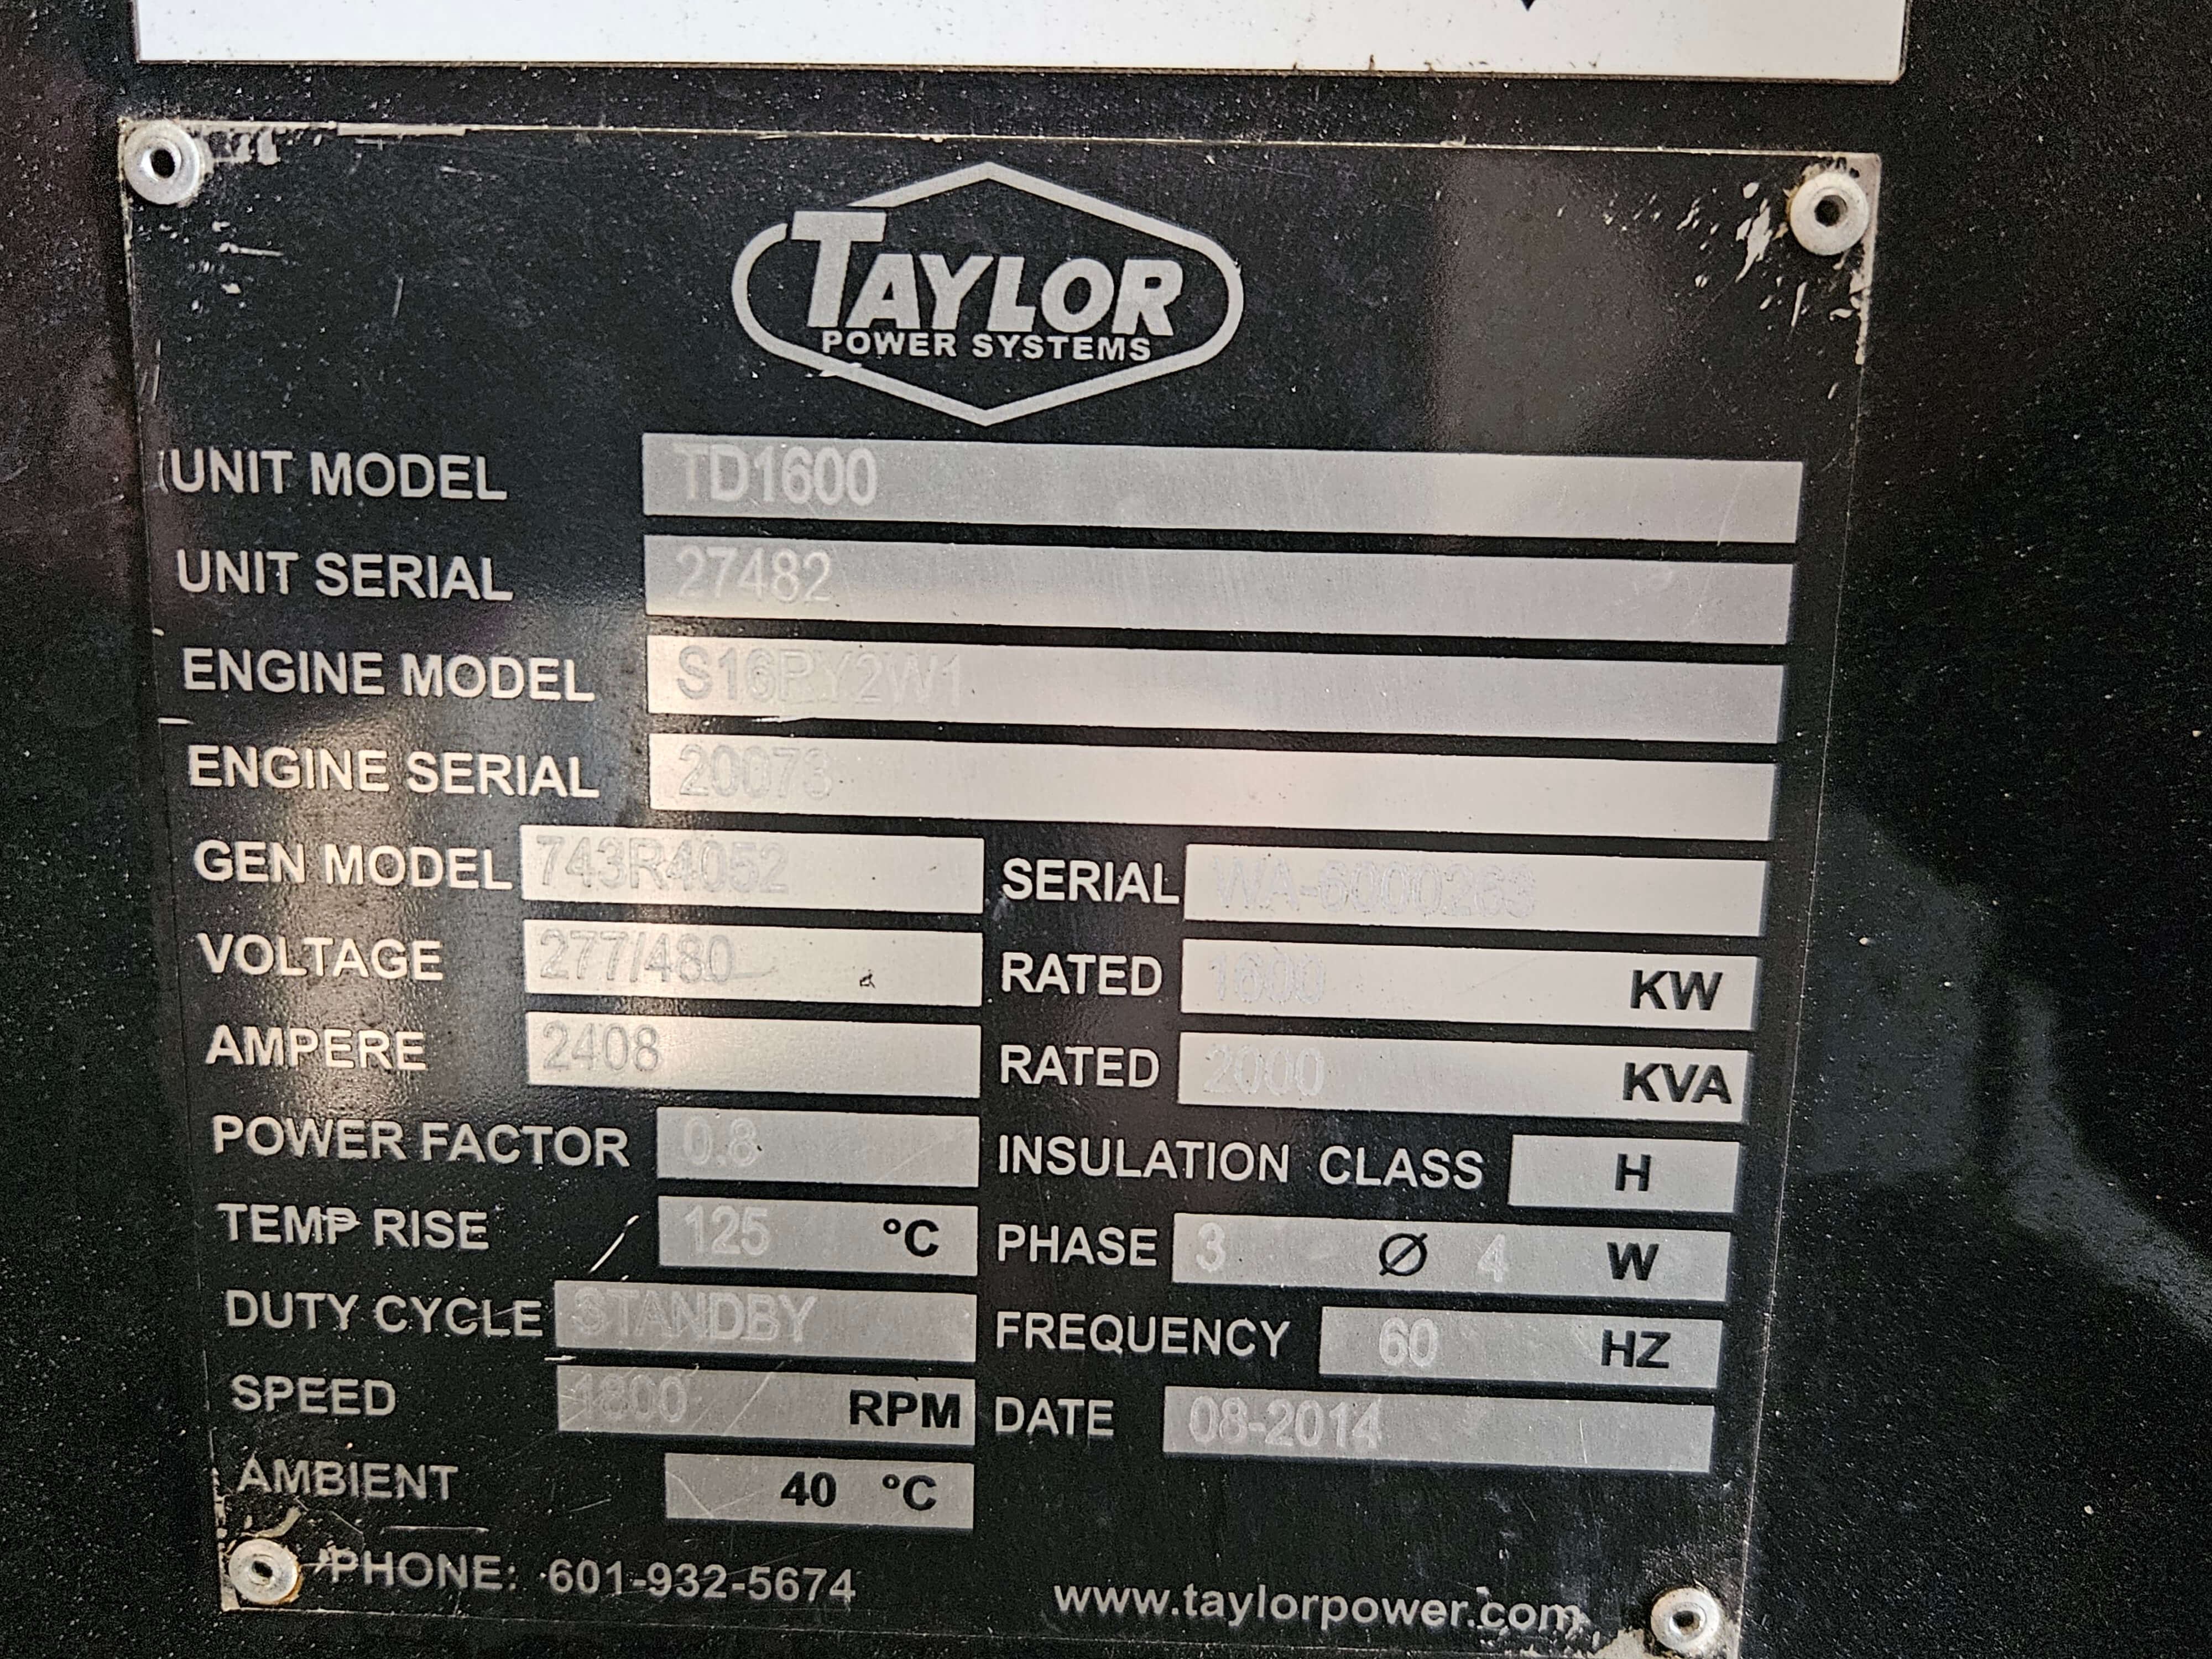 TAYLOR
POWER SYSTEMS
UNIT MODEL TD1600
UNIT SERIAL 27482
ENGINE MODEL S16PY2W1
ENGINE SERIAL 20073
GEN MODEL 743R4052 SERIAL WA-6000263
VOLTAGE 277/480 RATED 1600 KW
AMPERE 2408 RATED 2000 KVA
POWER FACTOR 0.8 INSULATION CLASS H
TEMP RISE 125 °C PHASE 3 Ø 4 W
DUTY CYCLE STANDBY FREQUENCY 60 HZ
SPEED 1800 RPM DATE 08-2014
AMBIENT 40 °C
PHONE: 601-932-5674 www.taylorpower.com